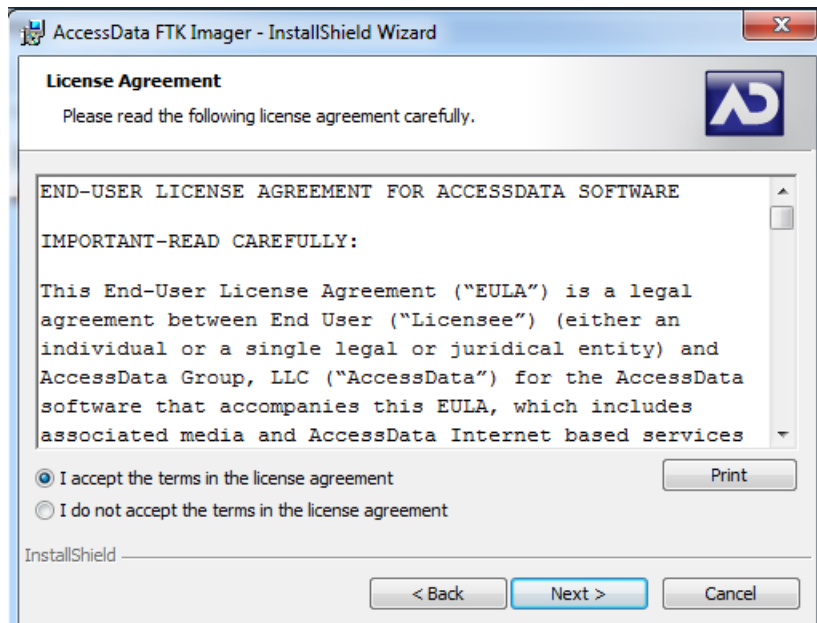 AccessData FTK Imager - InstallShield Wizard
License Agreement
Please read the following license agreement carefully.
END-USER LICENSE AGREEMENT FOR ACCESSDATA SOFTWARE
IMPORTANT-READ CAREFULLY:
This End-User License Agreement (“EULA”) is a legal
agreement between End User (“Licensee”) (either an
individual or a single legal or juridical entity) and
AccessData Group, LLC (“AccessData”) for the AccessData
software that accompanies this EULA, which includes
associated media and AccessData Internet based services
I accept the terms in the license agreement
Print
I do not accept the terms in the license agreement
InstallShield
< Back
Next >
Cancel